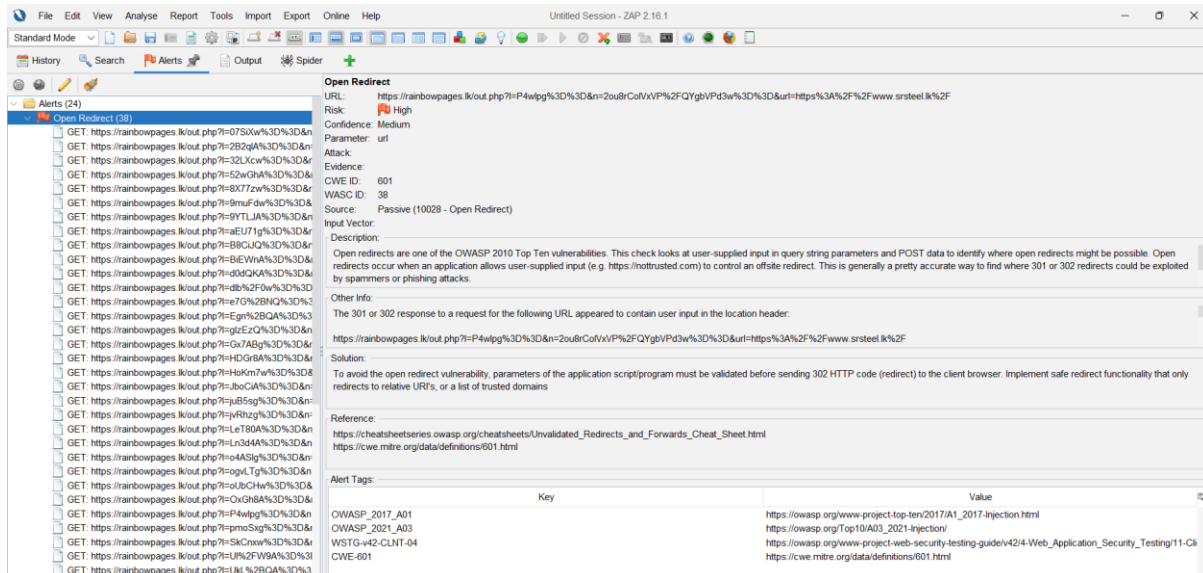 File Edit View Analyse Report Tools Import Export Online Help
Untitled Session - ZAP 2.16.1
Standard Mode
History Search Alerts Output Spider
Alerts (24)
Open Redirect (38)
GET: https://rainbowpages.lk/out.php?l=07SiXw%3D%3D&n
GET: https://rainbowpages.lk/out.php?l=2B2qlA%3D%3D&n=
GET: https://rainbowpages.lk/out.php?l=32LXcw%3D%3D&r
GET: https://rainbowpages.lk/out.php?l=52wGhA%3D%3D&
GET: https://rainbowpages.lk/out.php?l=8X77zw%3D%3D&r
GET: https://rainbowpages.lk/out.php?l=9muFdw%3D%3D&
GET: https://rainbowpages.lk/out.php?l=9YTLJA%3D%3D&n
GET: https://rainbowpages.lk/out.php?l=aEU71g%3D%3D&r
GET: https://rainbowpages.lk/out.php?l=B8CiJQ%3D%3D&r
GET: https://rainbowpages.lk/out.php?l=BiEWnA%3D%3D&
GET: https://rainbowpages.lk/out.php?l=d0dQKA%3D%3D&
GET: https://rainbowpages.lk/out.php?l=dlb%2F0w%3D%3D
GET: https://rainbowpages.lk/out.php?l=e7G%2BNQ%3D%3
GET: https://rainbowpages.lk/out.php?l=Egn%2BQA%3D%3
GET: https://rainbowpages.lk/out.php?l=glzEzQ%3D%3D&n
GET: https://rainbowpages.lk/out.php?l=Gx7ABg%3D%3D&r
GET: https://rainbowpages.lk/out.php?l=HDGr8A%3D%3D&
GET: https://rainbowpages.lk/out.php?l=HoKm7w%3D%3D&
GET: https://rainbowpages.lk/out.php?l=JboCiA%3D%3D&n=
GET: https://rainbowpages.lk/out.php?l=juB5sg%3D%3D&n=
GET: https://rainbowpages.lk/out.php?l=jvRhzg%3D%3D&n=
GET: https://rainbowpages.lk/out.php?l=LeT80A%3D%3D&n
GET: https://rainbowpages.lk/out.php?l=Ln3d4A%3D%3D&n
GET: https://rainbowpages.lk/out.php?l=o4ASlg%3D%3D&n=
GET: https://rainbowpages.lk/out.php?l=ogvLTg%3D%3D&n
GET: https://rainbowpages.lk/out.php?l=oUbCHw%3D%3D&
GET: https://rainbowpages.lk/out.php?l=OxGh8A%3D%3D&
GET: https://rainbowpages.lk/out.php?l=P4wlpg%3D%3D&n
GET: https://rainbowpages.lk/out.php?l=pmoSxg%3D%3D&
GET: https://rainbowpages.lk/out.php?l=SkCnxw%3D%3D&
GET: https://rainbowpages.lk/out.php?l=Ul%2FW9A%3D%3
GET: https://rainbowpages.lk/out.php?l=UkL%2BQA%3D%3
Open Redirect
URL: https://rainbowpages.lk/out.php?l=P4wlpg%3D%3D&n=2ou8rColVxVP%2FQYgbVPd3w%3D%3D&url=https%3A%2F%2Fwww.srsteel.lk%2F
Risk: High
Confidence: Medium
Parameter: url
Attack:
Evidence:
CWE ID: 601
WASC ID: 38
Source: Passive (10028 - Open Redirect)
Input Vector:
Description:
Open redirects are one of the OWASP 2010 Top Ten vulnerabilities. This check looks at user-supplied input in query string parameters and POST data to identify where open redirects might be possible. Open
redirects occur when an application allows user-supplied input (e.g. https://nottrusted.com) to control an offsite redirect. This is generally a pretty accurate way to find where 301 or 302 redirects could be exploited
by spammers or phishing attacks.
Other Info:
The 301 or 302 response to a request for the following URL appeared to contain user input in the location header:
https://rainbowpages.lk/out.php?l=P4wlpg%3D%3D&n=2ou8rColVxVP%2FQYgbVPd3w%3D%3D&url=https%3A%2F%2Fwww.srsteel.lk%2F
Solution:
To avoid the open redirect vulnerability, parameters of the application script/program must be validated before sending 302 HTTP code (redirect) to the client browser. Implement safe redirect functionality that only
redirects to relative URI's, or a list of trusted domains
Reference:
https://cheatsheetseries.owasp.org/cheatsheets/Unvalidated_Redirects_and_Forwards_Cheat_Sheet.html
https://cwe.mitre.org/data/definitions/601.html
Alert Tags:
Key Value
OWASP_2017_A01 https://owasp.org/www-project-top-ten/2017/A1_2017-Injection.html
OWASP_2021_A03 https://owasp.org/Top10/A03_2021-Injection/
WSTG-v42-CLNT-04 https://owasp.org/www-project-web-security-testing-guide/v42/4-Web_Application_Security_Testing/11-Cli
CWE-601 https://cwe.mitre.org/data/definitions/601.html